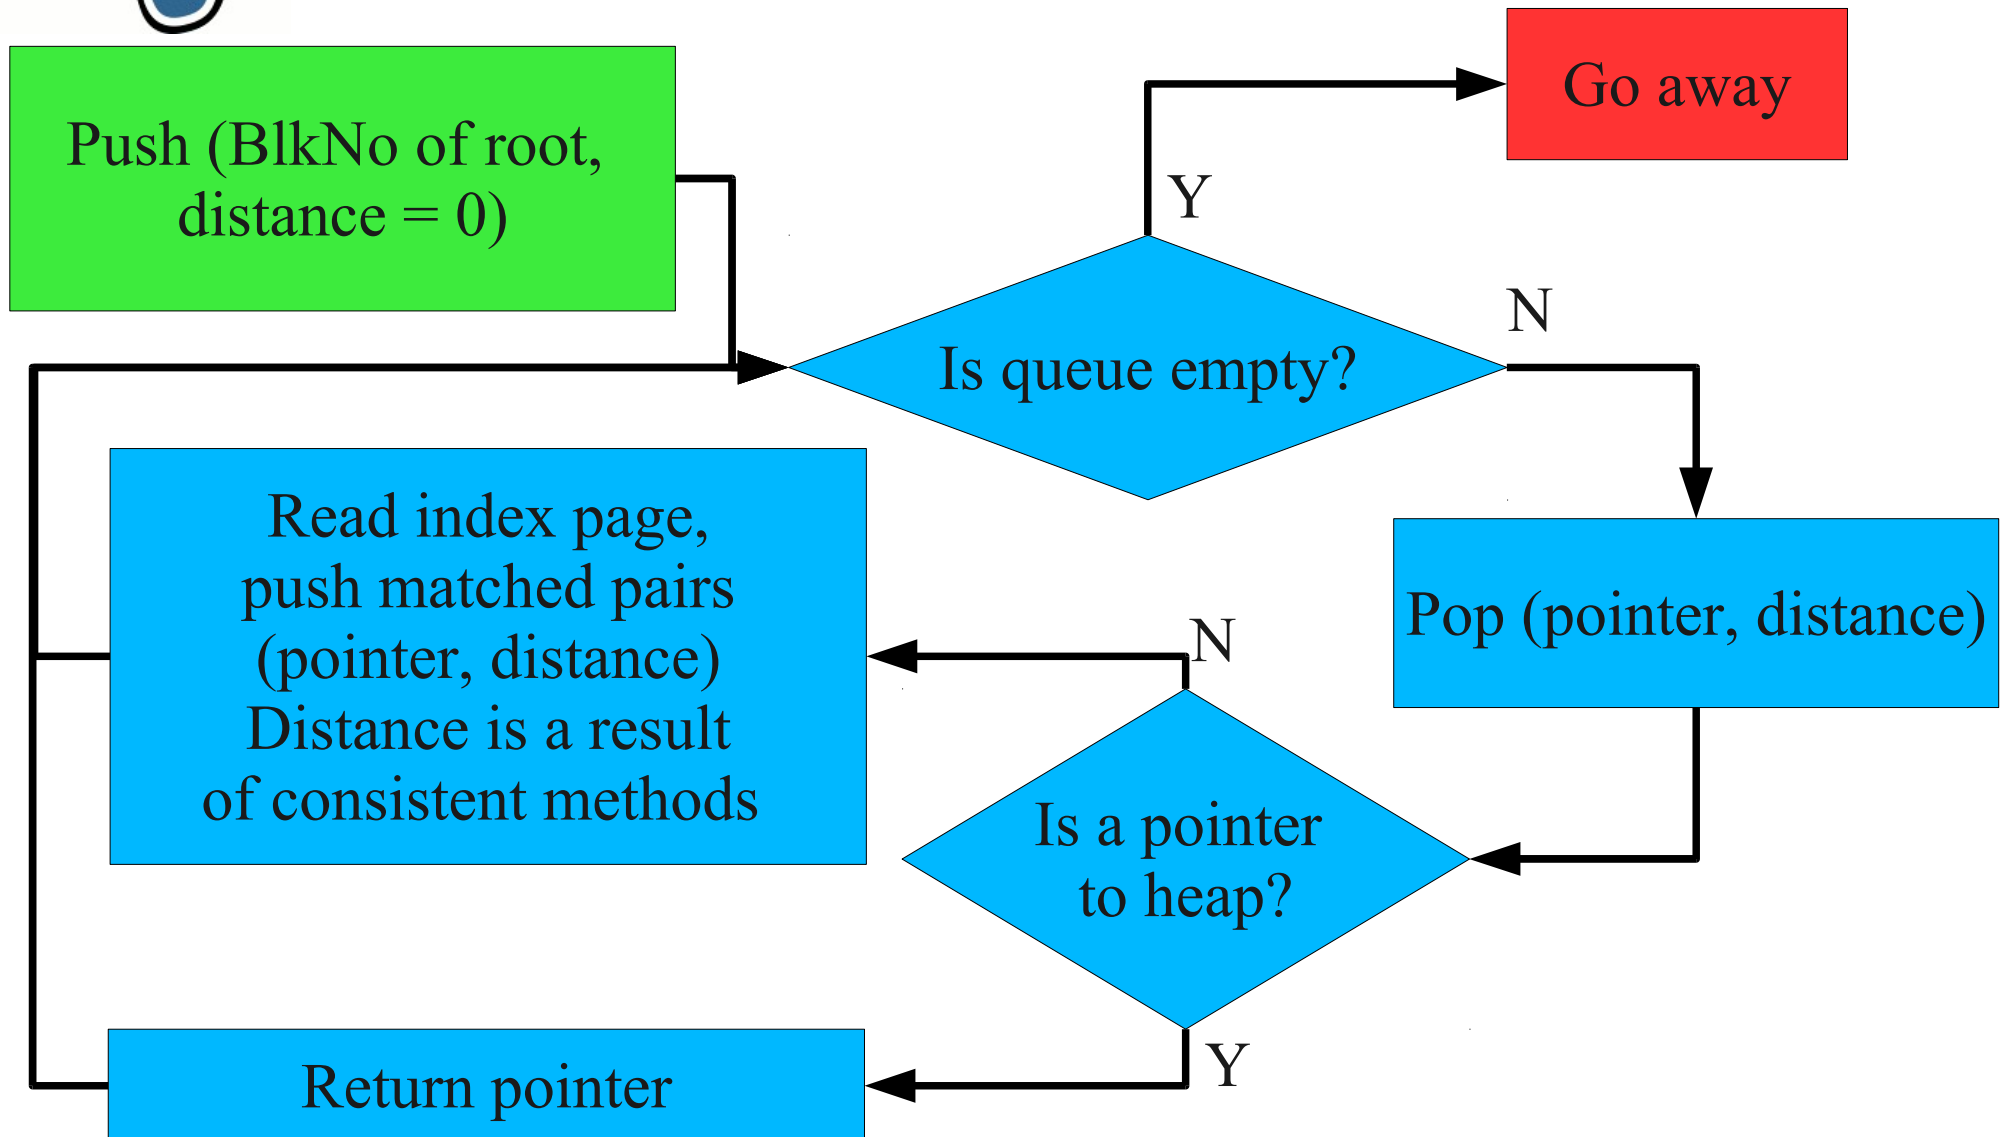 Push (BlkNo of root,
distance = 0)
Go away
Y
Is queue empty?
N
Pop (pointer, distance)
Is a pointer
to heap?
N
Read index page,
push matched pairs
(pointer, distance)
Distance is a result
of consistent methods
Y
Return pointer